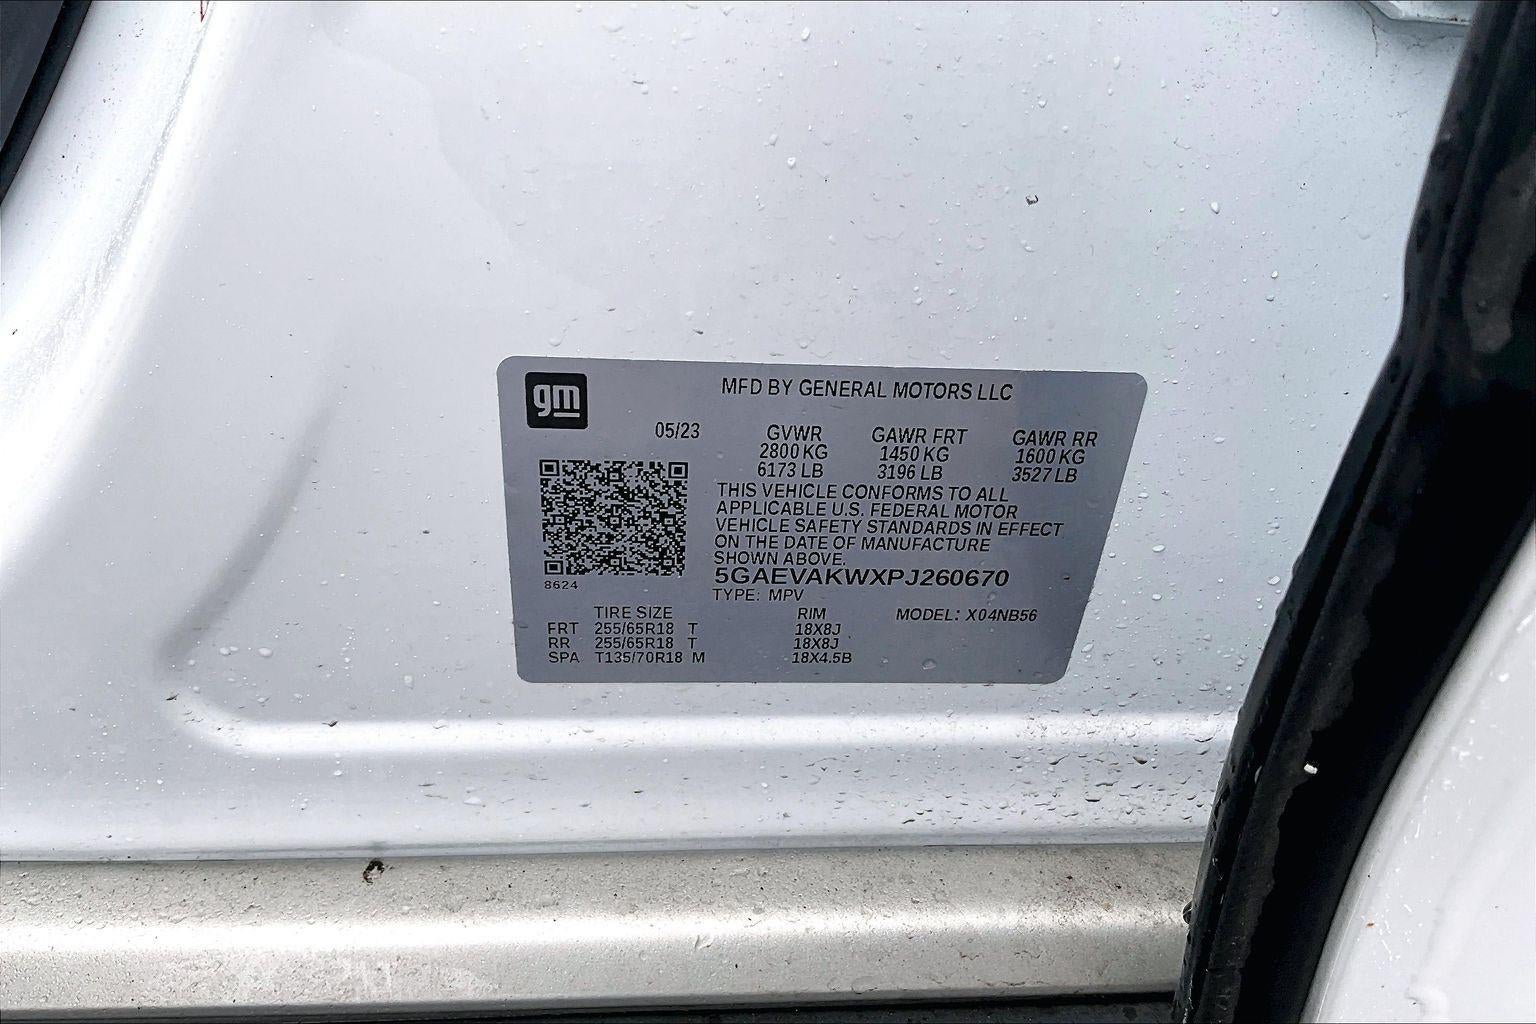 gm
MFD BY GENERAL MOTORS LLC
05/23 GVWR GAWR FRT GAWR RR
2800 KG 1450 KG 1600 KG
6173 LB 3196 LB 3527 LB
THIS VEHICLE CONFORMS TO ALL
APPLICABLE U.S. FEDERAL MOTOR
VEHICLE SAFETY STANDARDS IN EFFECT
ON THE DATE OF MANUFACTURE
SHOWN ABOVE.
8624
5GAEVAKWXPJ260670
TYPE: MPV
TIRE SIZE RIM MODEL: X04NB56
FRT 255/65R18 T 18X8J
RR 255/65R18 T 18X8J
SPA T135/70R18 M 18X4.5B